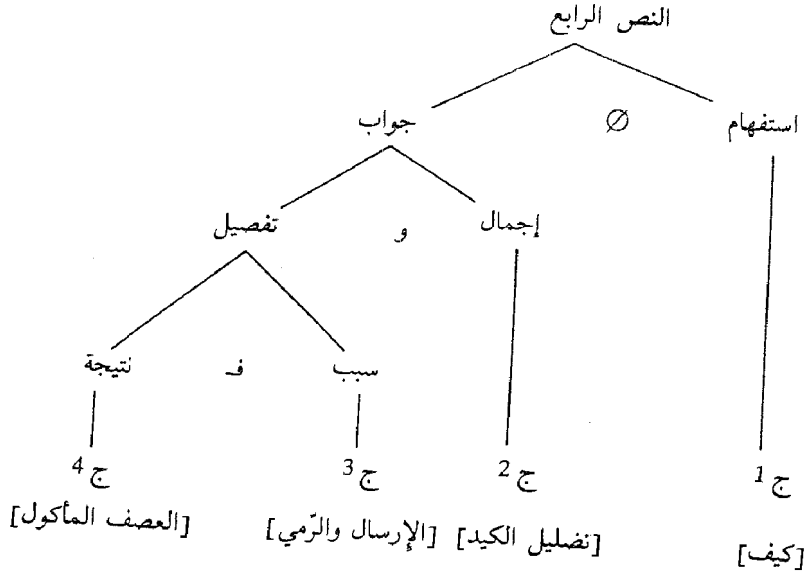 النص الرابع
استفهام ∅ جواب
إجمال و تفصيل
سبب فـ نتيجة
ج 1 ج 2 ج 3 ج 4
[كيف] [نضليل الكيد] [الإرسال والرّمي] [العصف المأكول]